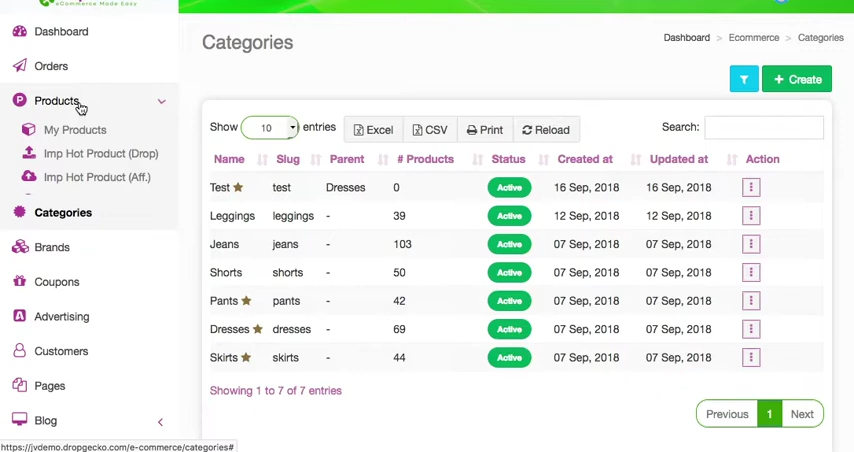 eCommerce Made Easy
Dashboard
Orders
Products
My Products
Imp Hot Product (Drop)
Imp Hot Product (Aff.)
Categories
Brands
Coupons
Advertising
Customers
Pages
Blog
https://jvdemo.dropgecko.com/e-commerce/categories#
Categories
Dashboard > Ecommerce > Categories
+ Create
Show 10 entries Excel CSV Print Reload Search:
Name Slug Parent # Products Status Created at Updated at Action
Test test Dresses 0 Active 16 Sep, 2018 16 Sep, 2018
Leggings leggings - 39 Active 12 Sep, 2018 12 Sep, 2018
Jeans jeans - 103 Active 07 Sep, 2018 07 Sep, 2018
Shorts shorts - 50 Active 07 Sep, 2018 07 Sep, 2018
Pants pants - 42 Active 07 Sep, 2018 07 Sep, 2018
Dresses dresses - 69 Active 07 Sep, 2018 07 Sep, 2018
Skirts skirts - 44 Active 07 Sep, 2018 07 Sep, 2018
Showing 1 to 7 of 7 entries
Previous 1 Next